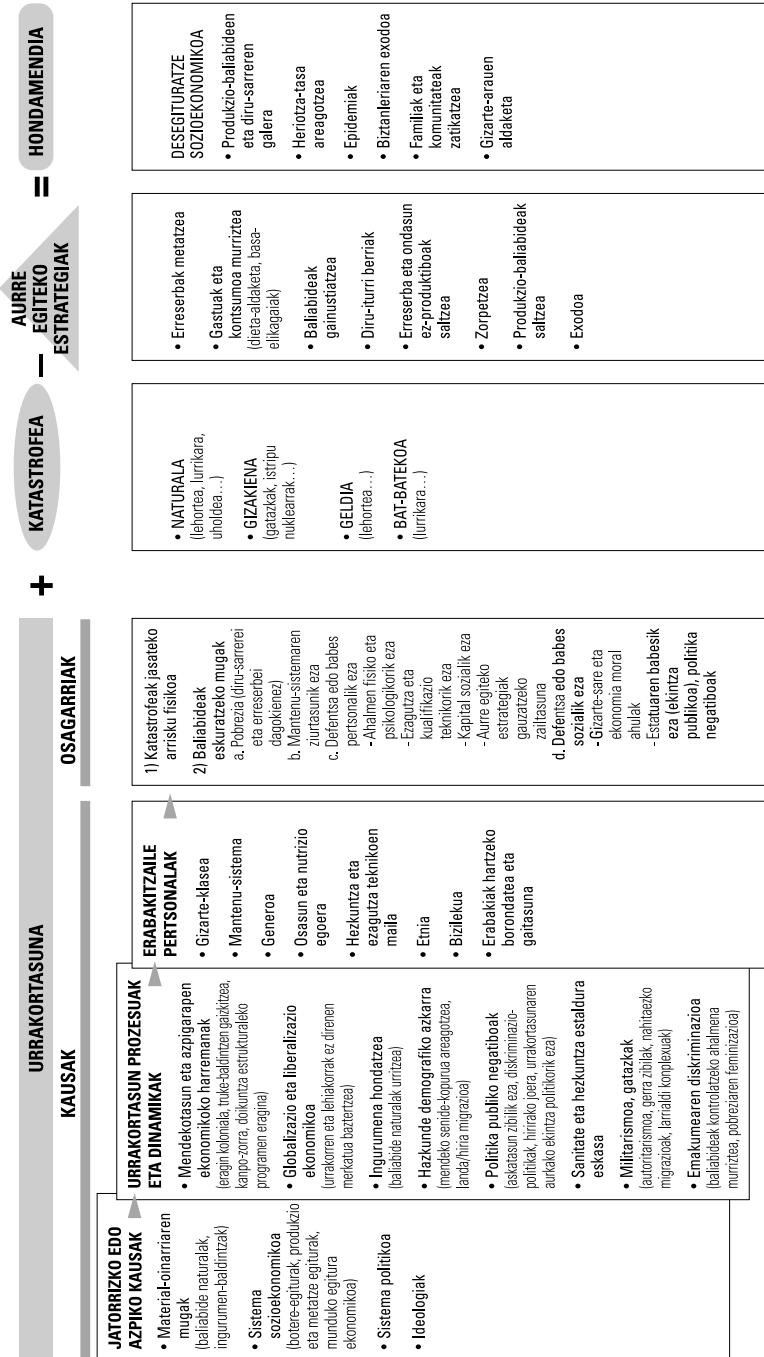 URRAKORTASUNA
+
KATASTROFEA
–
AURRE
EGITEKO
ESTRATEGIAK
=
HONDAMENDIA
KAUSAK
OSAGARRIAK
JATORRIZKO EDO
AZPIKO KAUSAK
• Material-oinarriaren
mugak
(baliabide naturalak,
ingurumen-baldintzak)
• Sistema
sozioekonomikoa
(botere-egiturak, produkzio
eta metatze egiturak,
munduko egitura
ekonomikoa)
• Sistema politikoa
• Ideologiak
URRAKORTASUN PROZESUAK
ETA DINAMIKAK
• Mendekotasun eta azpigarapen
ekonomikoko harremanak
(eragin koloniala, truke-baldintzen gaizkitzea,
kanpo-zorra, doikuntza estrukturaleko
programen eragina)
• Globalizazio eta liberalizazio
ekonomikoa
(urrakorren eta lehiakorrak ez direnen
merkatua baztertzea)
• Ingurumena hondatzea
(baliabide naturalak urritzea)
• Hazkunde demografiko azkarra
(mendeko senide-kopurua areagotzea,
landa/hiria migrazioa)
• Politika publiko negatiboak
(askatasun zibilik eza, diskriminazio-
politikak, hirirako joera, urrakortasunaren
aurkako ekintza politikorik eza)
• Sanitate eta hezkuntza estaldura
eskasa
• Militarismoa, gatazkak
(autoritarismoa, gerra zibilak, nahitaezko
migrazioak, larrialdi konplexuak)
• Emakumearen diskriminazioa
(baliabideak kontrolatzeko ahalmena
murriztea, pobreziaren feminizazioa)
ERABAKITZAILE
PERTSONALAK
• Gizarte-klasea
• Mantenu-sistema
• Generoa
• Osasun eta nutrizio
egoera
• Hezkuntza eta
ezagutza teknikoen
maila
• Etnia
• Bizilekua
• Erabakiak hartzeko
borondatea eta
gaitasuna
1) Katastrofeak jasateko
arrisku fisikoa
2) Baliabideak
eskuratzeko mugak
a. Pobrezia (diru-sarrerei
eta erreserbei
dagokienez)
b. Mantenu-sistemaren
ziurtasunik eza
c. Defentsa edo babes
pertsonalik eza
- Ahalmen fisiko eta
psikologikorik eza
- Ezagutza eta
kualifikazio
teknikorik eza
- Kapital sozialik eza
- Aurre egiteko
estrategiak
gauzatzeko
zailtasuna
d. Defentsa edo babes
sozialik eza
- Gizarte-sare eta
ekonomia moral
ahulak
- Estatuaren babesik
eza (ekintza
publikoa), politika
negatiboak
• NATURALA
(lehortea, lurrikara,
uholdea…)
• GIZAKIENA
(gatazkak, istripu
nuklearrak…)
• GELDIA
(lehortea…)
• BAT-BATEKOA
(lurrikara…)
• Erreserbak metatzea
• Gastuak eta
kontsumoa murriztea
(dieta-aldaketa, basa-
elikagaiak)
• Baliabideak
gainustiatzea
• Diru-iturri berriak
• Erreserba eta ondasun
ez-produktiboak
saltzea
• Zorpetzea
• Produkzio-baliabideak
saltzea
• Exodoa
DESEGITURATZE
SOZIOEKONOMIKOA
• Produkzio-baliabideen
eta diru-sarreren
galera
• Heriotza-tasa
areagotzea
• Epidemiak
• Biztanleriaren exodoa
• Familiak eta
komunitateak
zatikatzea
• Gizarte-arauen
aldaketa